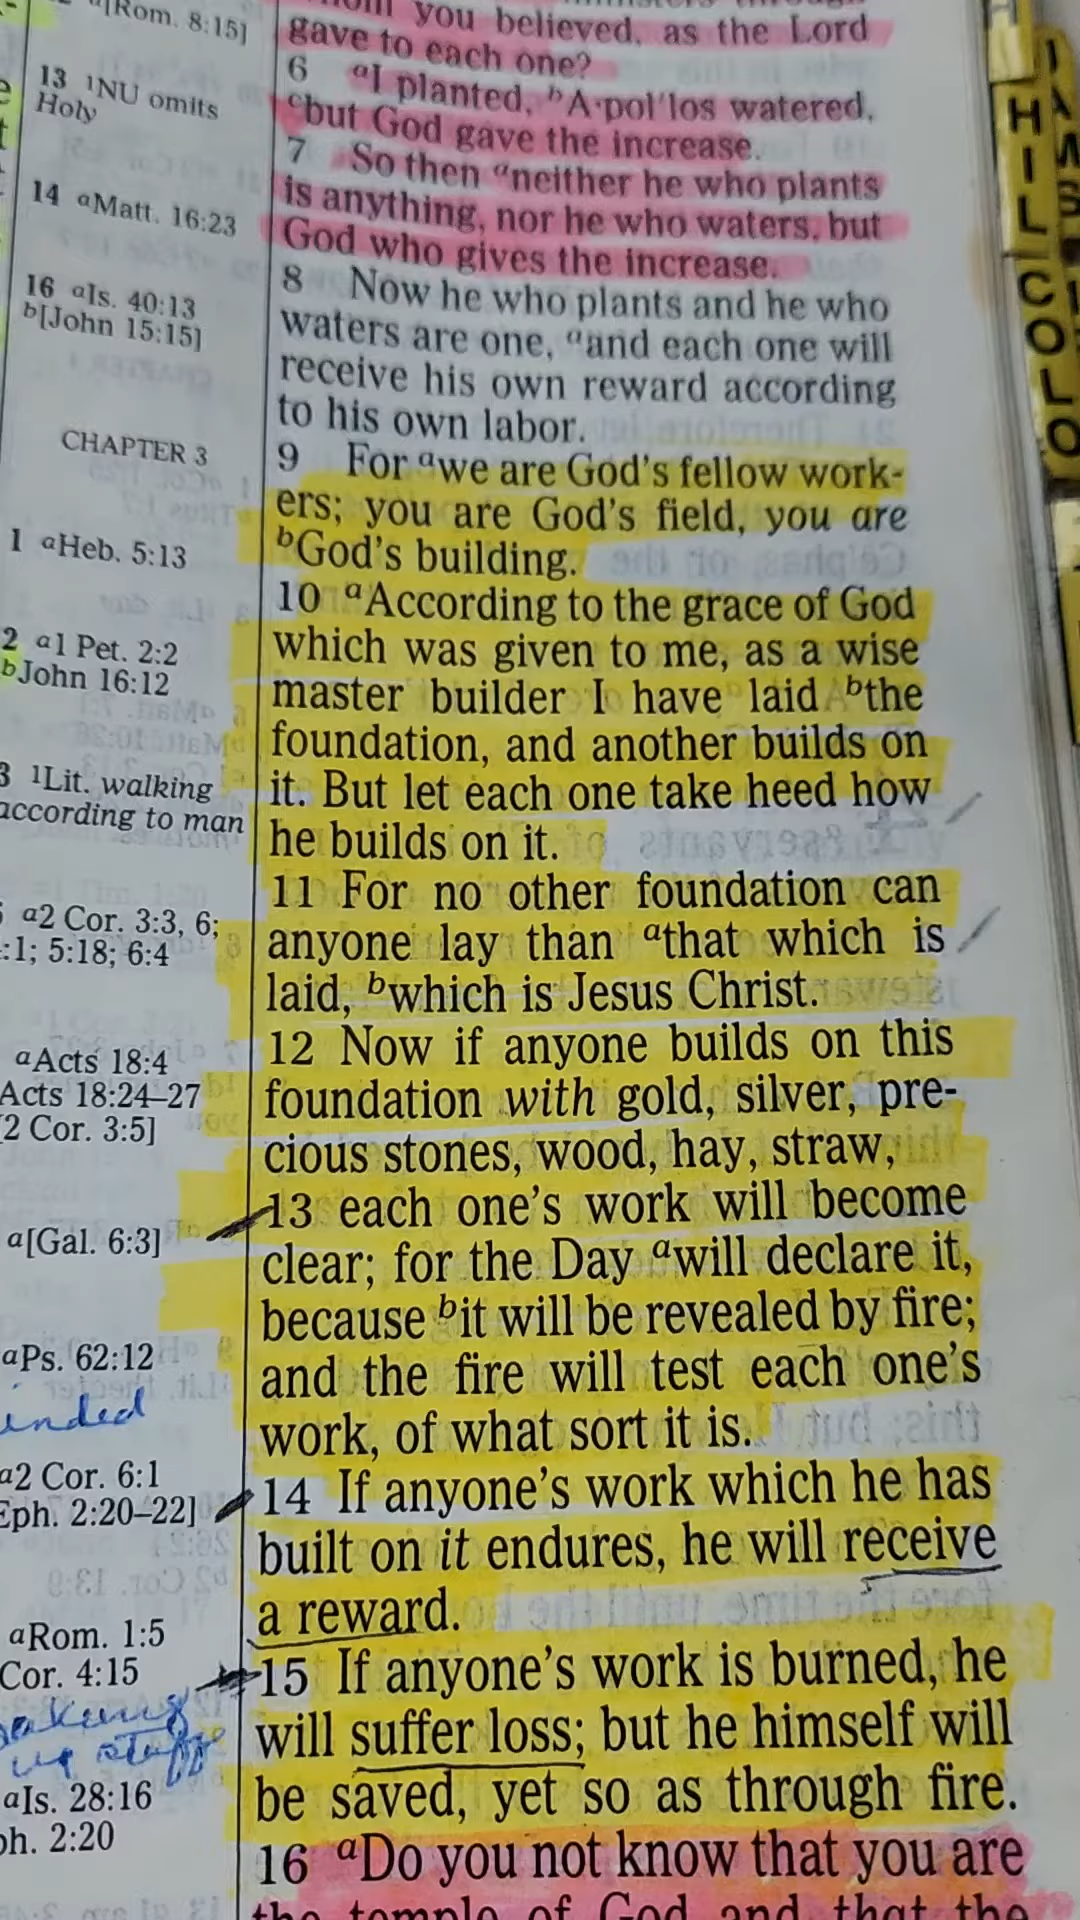 [Rom. 8:15]
13 1NU omits
Holy
14 aMatt. 16:23
16 aIs. 40:13
b[John 15:15]
CHAPTER 3
1 aHeb. 5:13
2 a1 Pet. 2:2
bJohn 16:12
3 1Lit. walking
according to man
a2 Cor. 3:3, 6;
:1; 5:18; 6:4
aActs 18:4
Acts 18:24–27
2 Cor. 3:5]
a[Gal. 6:3]
aPs. 62:12
a2 Cor. 6:1
Eph. 2:20–22]
aRom. 1:5
Cor. 4:15
up stuff
aIs. 28:16
ph. 2:20
you believed, as the Lord
gave to each one?
6 aI planted, bA·pol'los watered,
cbut God gave the increase.
7 So then aneither he who plants
is anything, nor he who waters, but
God who gives the increase.
8 Now he who plants and he who
waters are one, aand each one will
receive his own reward according
to his own labor.
9 For awe are God's fellow work-
ers; you are God's field, you are
bGod's building.
10 aAccording to the grace of God
which was given to me, as a wise
master builder I have laid bthe
foundation, and another builds on
it. But let each one take heed how
he builds on it.
11 For no other foundation can
anyone lay than athat which is
laid, bwhich is Jesus Christ.
12 Now if anyone builds on this
foundation with gold, silver, pre-
cious stones, wood, hay, straw,
13 each one's work will become
clear; for the Day awill declare it,
because bit will be revealed by fire;
and the fire will test each one's
work, of what sort it is.
14 If anyone's work which he has
built on it endures, he will receive
a reward.
15 If anyone's work is burned, he
will suffer loss; but he himself will
be saved, yet so as through fire.
16 aDo you not know that you are
the temple of God and that the
HIL
COLO